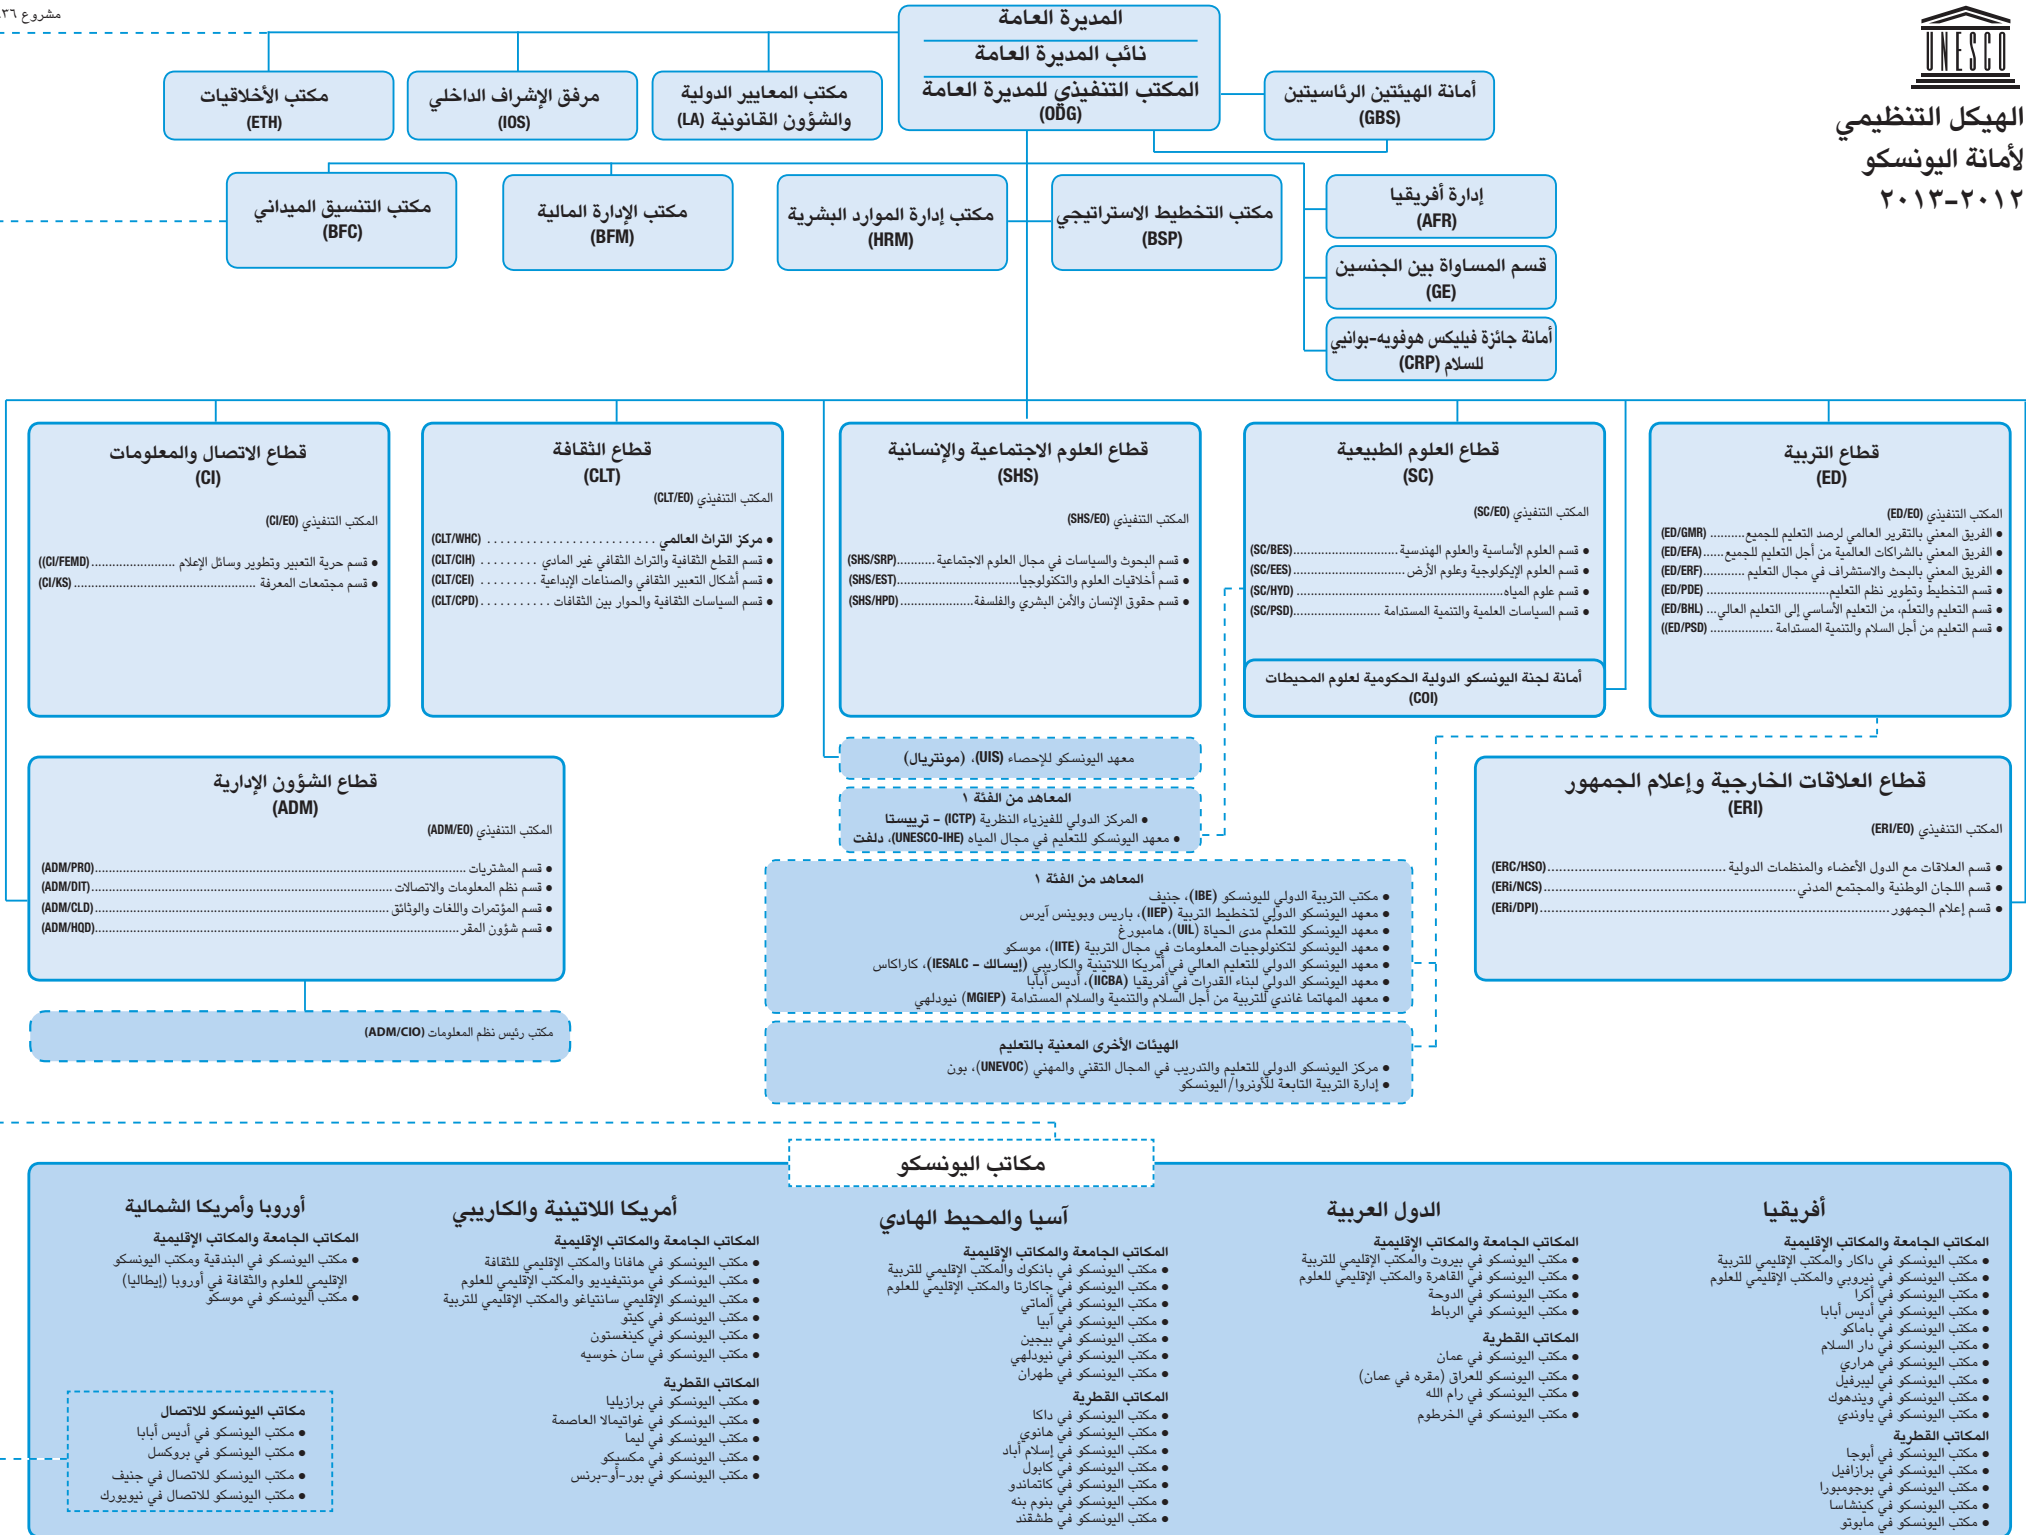 مشروع ٣٦
UNESCO
الهيكل التنظيمي
لأمانة اليونسكو
٢٠١٢-٢٠١٣
المديرة العامة
نائب المديرة العامة
المكتب التنفيذي للمديرة العامة
(ODG)
أمانة الهيئتين الرئاسيتين
(GBS)
مكتب المعايير الدولية
والشؤون القانونية (LA)
مرفق الإشراف الداخلي
(IOS)
مكتب الأخلاقيات
(ETH)
إدارة أفريقيا
(AFR)
قسم المساواة بين الجنسين
(GE)
أمانة جائزة فيليكس هوفويه-بوانيي
للسلام (CRP)
مكتب التخطيط الاستراتيجي
(BSP)
مكتب إدارة الموارد البشرية
(HRM)
مكتب الإدارة المالية
(BFM)
مكتب التنسيق الميداني
(BFC)
قطاع التربية
(ED)
المكتب التنفيذي (ED/EO)
● الفريق المعني بالتقرير العالمي لرصد التعليم للجميع.......... (ED/GMR)
● الفريق المعني بالشراكات العالمية من أجل التعليم للجميع...... (ED/EFA)
● الفريق المعني بالبحث والاستشراف في مجال التعليم ............ (ED/ERF)
● قسم التخطيط وتطوير نظم التعليم............................... (ED/PDE)
● قسم التعليم والتعلّم، من التعليم الأساسي إلى التعليم العالي... (ED/BHL)
● قسم التعليم من أجل السلام والتنمية المستدامة .................. (ED/PSD))
قطاع العلوم الطبيعية
(SC)
المكتب التنفيذي (SC/EO)
● قسم العلوم الأساسية والعلوم الهندسية ............................(SC/BES)
● قسم العلوم الإيكولوجية وعلوم الأرض..............................(SC/EES)
● قسم علوم المياه...................................................... (SC/HYD)
● قسم السياسات العلمية والتنمية المستدامة ........................(SC/PSD)
أمانة لجنة اليونسكو الدولية الحكومية لعلوم المحيطات
(COI)
قطاع العلوم الاجتماعية والإنسانية
(SHS)
المكتب التنفيذي (SHS/EO)
● قسم البحوث والسياسات في مجال العلوم الاجتماعية...........(SHS/SRP)
● قسم أخلاقيات العلوم والتكنولوجيا...............................(SHS/EST)
● قسم حقوق الإنسان والأمن البشري والفلسفة.....................(SHS/HPD)
قطاع الثقافة
(CLT)
المكتب التنفيذي (CLT/EO)
● مركز التراث العالمي .......................... (CLT/WHC)
● قسم القطع الثقافية والتراث الثقافي غير المادي ......... (CLT/CIH)
● قسم أشكال التعبير الثقافي والصناعات الإبداعية ......... (CLT/CEI)
● قسم السياسات الثقافية والحوار بين الثقافات ............(CLT/CPD)
قطاع الاتصال والمعلومات
(CI)
المكتب التنفيذي (CI/EO)
● قسم حرية التعبير وتطوير وسائل الإعلام ........................(CI/FEMD))
● قسم مجتمعات المعرفة .................................................... (CI/KS)
معهد اليونسكو للإحصاء (UIS)، (مونتريال)
المعاهد من الفئة ١
● المركز الدولي للفيزياء النظرية (ICTP) – ترييستا
● معهد اليونسكو للتعليم في مجال المياه (UNESCO-IHE)، دلفت
المعاهد من الفئة ١
● مكتب التربية الدولي لليونسكو (IBE)، جنيف
● معهد اليونسكو الدولي لتخطيط التربية (IIEP)، باريس وبوينس آيرس
● معهد اليونسكو للتعلم مدى الحياة (UIL)، هامبورغ
● معهد اليونسكو لتكنولوجيات المعلومات في مجال التربية (IITE)، موسكو
● معهد اليونسكو الدولي للتعليم العالي في أمريكا اللاتينية والكاريبي (إيسالك – IESALC)، كاراكاس
● معهد اليونسكو الدولي لبناء القدرات في أفريقيا (IICBA)، أديس أبابا
● معهد المهاتما غاندي للتربية من أجل السلام والتنمية والسلام المستدامة (MGIEP) نيودلهي
الهيئات الأخرى المعنية بالتعليم
● مركز اليونسكو الدولي للتعليم والتدريب في المجال التقني والمهني (UNEVOC)، بون
● إدارة التربية التابعة للأونروا/اليونسكو
قطاع العلاقات الخارجية وإعلام الجمهور
(ERI)
المكتب التنفيذي (ERI/EO)
● قسم العلاقات مع الدول الأعضاء والمنظمات الدولية ............................................(ERC/HSO)
● قسم اللجان الوطنية والمجتمع المدني...............................................................(ERi/NCS)
● قسم إعلام الجمهور .......................................................................................(ERi/DPI)
قطاع الشؤون الإدارية
(ADM)
المكتب التنفيذي (ADM/EO)
● قسم المشتريات ............................................................................................(ADM/PRO)
● قسم نظم المعلومات والاتصالات...................................................................(ADM/DIT)
● قسم المؤتمرات واللغات والوثائق ...................................................................(ADM/CLD)
● قسم شؤون المقر ..........................................................................................(ADM/HQD)
مكتب رئيس نظم المعلومات (ADM/CIO)
مكاتب اليونسكو
أفريقيا
المكاتب الجامعة والمكاتب الإقليمية
● مكتب اليونسكو في داكار والمكتب الإقليمي للتربية
● مكتب اليونسكو في نيروبي والمكتب الإقليمي للعلوم
● مكتب اليونسكو في أكرا
● مكتب اليونسكو في أديس أبابا
● مكتب اليونسكو في باماكو
● مكتب اليونسكو في دار السلام
● مكتب اليونسكو في هراري
● مكتب اليونسكو في ليبرفيل
● مكتب اليونسكو في ويندهوك
● مكتب اليونسكو في ياوندي
المكاتب القطرية
● مكتب اليونسكو في أبوجا
● مكتب اليونسكو في برازافيل
● مكتب اليونسكو في بوجومبورا
● مكتب اليونسكو في كينشاسا
● مكتب اليونسكو في مابوتو
الدول العربية
المكاتب الجامعة والمكاتب الإقليمية
● مكتب اليونسكو في بيروت والمكتب الإقليمي للتربية
● مكتب اليونسكو في القاهرة والمكتب الإقليمي للعلوم
● مكتب اليونسكو في الدوحة
● مكتب اليونسكو في الرباط
المكاتب القطرية
● مكتب اليونسكو في عمان
● مكتب اليونسكو للعراق (مقره في عمان)
● مكتب اليونسكو في رام الله
● مكتب اليونسكو في الخرطوم
آسيا والمحيط الهادي
المكاتب الجامعة والمكاتب الإقليمية
● مكتب اليونسكو في بانكوك والمكتب الإقليمي للتربية
● مكتب اليونسكو في جاكارتا والمكتب الإقليمي للعلوم
● مكتب اليونسكو في ألماتي
● مكتب اليونسكو في آبيا
● مكتب اليونسكو في بيجين
● مكتب اليونسكو في نيودلهي
● مكتب اليونسكو في طهران
المكاتب القطرية
● مكتب اليونسكو في داكا
● مكتب اليونسكو في هانوي
● مكتب اليونسكو في إسلام أباد
● مكتب اليونسكو في كابول
● مكتب اليونسكو في كاتماندو
● مكتب اليونسكو في بنوم بنه
● مكتب اليونسكو في طشقند
أمريكا اللاتينية والكاريبي
المكاتب الجامعة والمكاتب الإقليمية
● مكتب اليونسكو في هافانا والمكتب الإقليمي للثقافة
● مكتب اليونسكو في مونتيفيديو والمكتب الإقليمي للعلوم
● مكتب اليونسكو الإقليمي سانتياغو والمكتب الإقليمي للتربية
● مكتب اليونسكو في كيتو
● مكتب اليونسكو في كينغستون
● مكتب اليونسكو في سان خوسيه
المكاتب القطرية
● مكتب اليونسكو في برازيليا
● مكتب اليونسكو في غواتيمالا العاصمة
● مكتب اليونسكو في ليما
● مكتب اليونسكو في مكسيكو
● مكتب اليونسكو في بور-أو-برنس
أوروبا وأمريكا الشمالية
المكاتب الجامعة والمكاتب الإقليمية
● مكتب اليونسكو في البندقية ومكتب اليونسكو
الإقليمي للعلوم والثقافة في أوروبا (إيطاليا)
● مكتب اليونسكو في موسكو
مكاتب اليونسكو للاتصال
● مكتب اليونسكو في أديس أبابا
● مكتب اليونسكو في بروكسل
● مكتب اليونسكو للاتصال في جنيف
● مكتب اليونسكو للاتصال في نيويورك